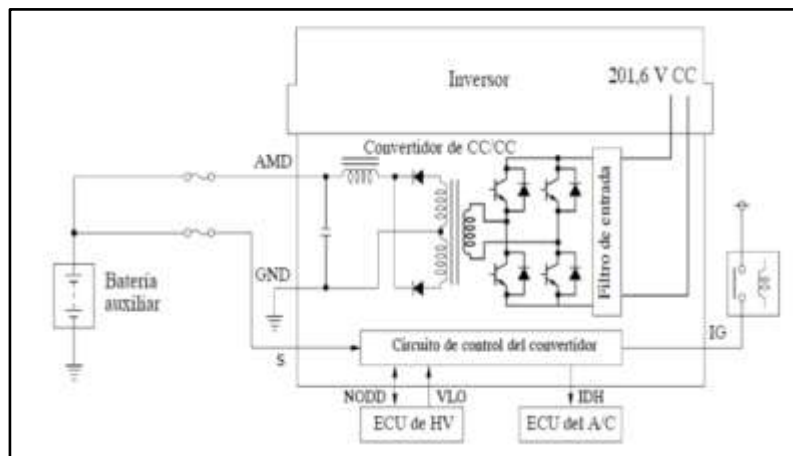 Inversor
201,6 V CC
Convertidor de CC/CC
AMD
Filtro de entrada
GND
Batería
auxiliar
IG
S
Circuito de control del convertidor
NODD
VLO
IDH
ECU de HV
ECU del A/C